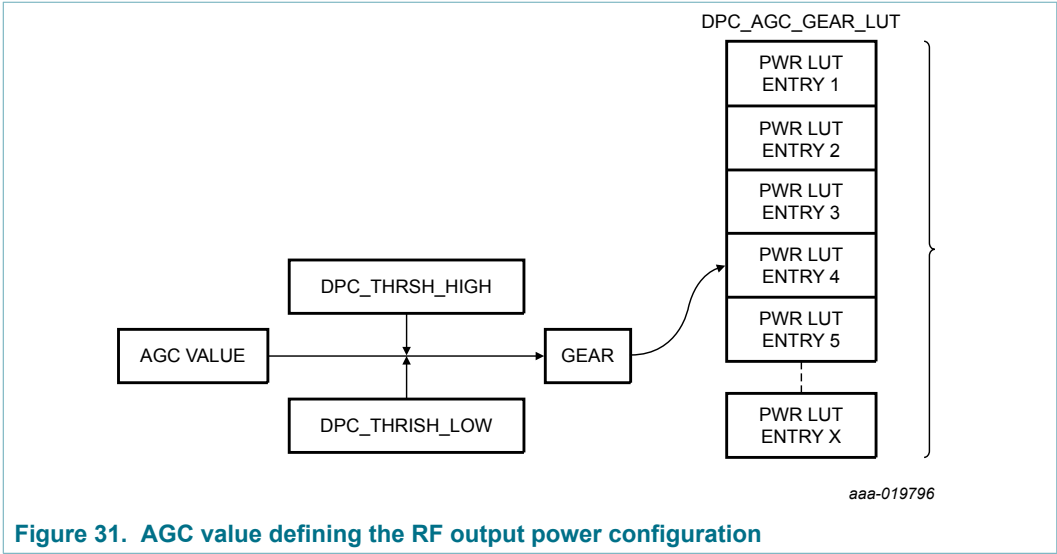 DPC_AGC_GEAR_LUT
PWR LUT
ENTRY 1
PWR LUT
ENTRY 2
PWR LUT
ENTRY 3
PWR LUT
ENTRY 4
PWR LUT
ENTRY 5
PWR LUT
ENTRY X
DPC_THRSH_HIGH
AGC VALUE
GEAR
DPC_THRISH_LOW
aaa-019796
Figure 31. AGC value defining the RF output power configuration